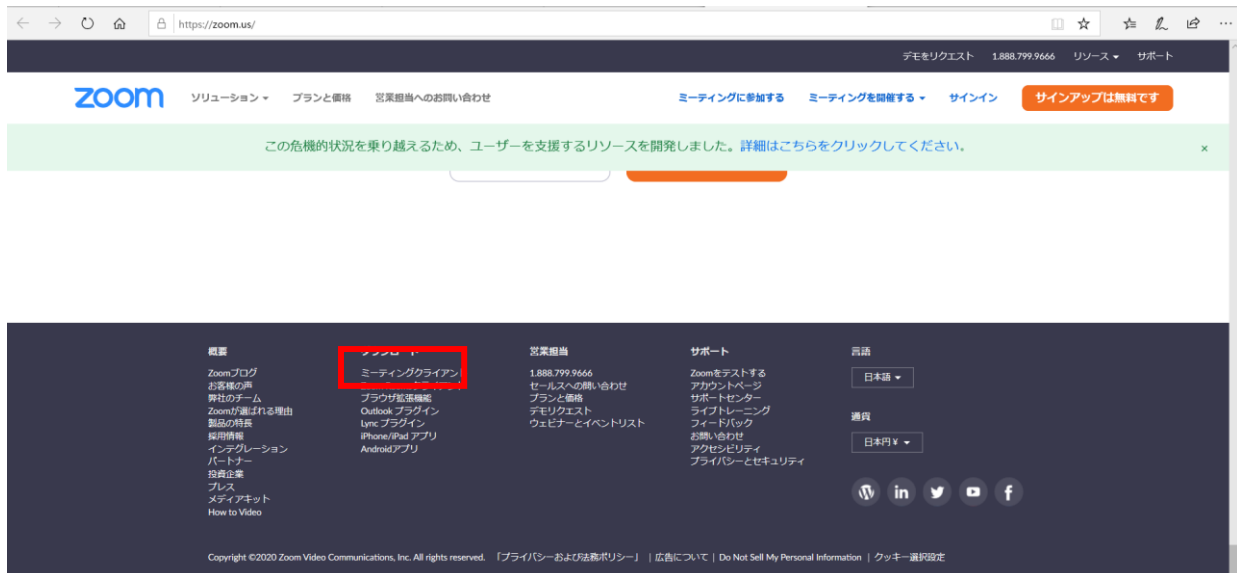 https://zoom.us/
デモをリクエスト 1.888.799.9666 リソース サポート
zoom ソリューション プランと価格 営業担当へのお問い合わせ ミーティングに参加する ミーティングを開催する サインイン サインアップは無料です
この危機的状況を乗り越えるため、ユーザーを支援するリソースを開発しました。詳細はこちらをクリックしてください。 ×
概要
Zoomブログ
お客様の声
弊社のチーム
Zoomが選ばれる理由
製品の特長
採用情報
インテグレーション
パートナー
投資企業
プレス
メディアキット
How to Video
ミーティングクライアント
ブラウザ拡張機能
Outlook プラグイン
Lync プラグイン
iPhone/iPad アプリ
Androidアプリ
営業担当
1.888.799.9666
セールスへの問い合わせ
プランと価格
デモリクエスト
ウェビナーとイベントリスト
サポート
Zoomをテストする
アカウントページ
サポートセンター
ライブトレーニング
フィードバック
お問い合わせ
アクセシビリティ
プライバシーとセキュリティ
言語
日本語
通貨
日本円 ¥
Copyright ©2020 Zoom Video Communications, Inc. All rights reserved. 「プライバシーおよび法務ポリシー」 | 広告について | Do Not Sell My Personal Information | クッキー選択設定